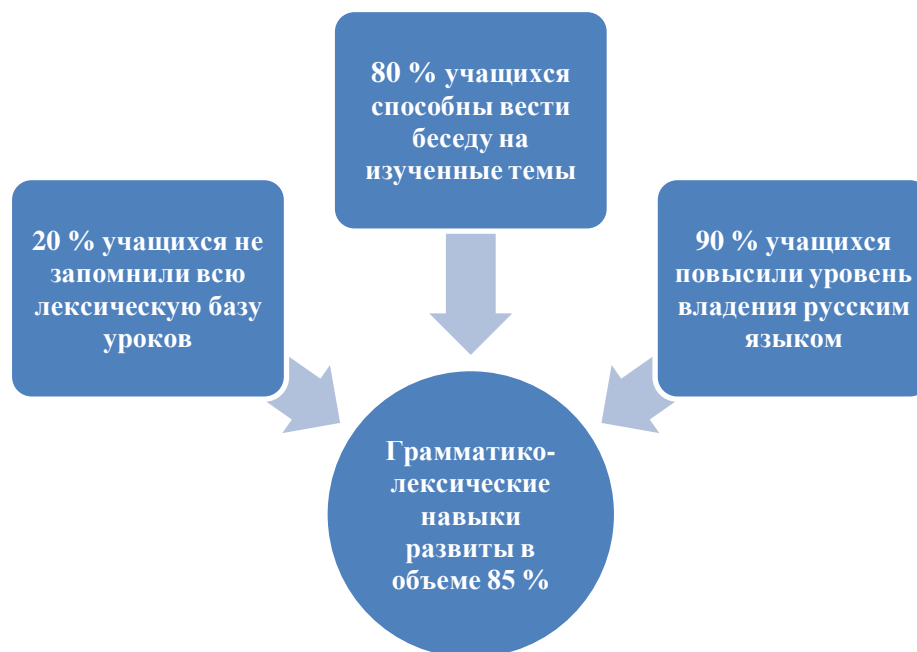 80 % учащихся
способны вести
беседу на
изученные темы
20 % учащихся не
запомнили всю
лексическую базу
уроков
90 % учащихся
повысили уровень
владения русским
языком
Грамматико-
лексические
навыки
развиты в
объеме 85 %